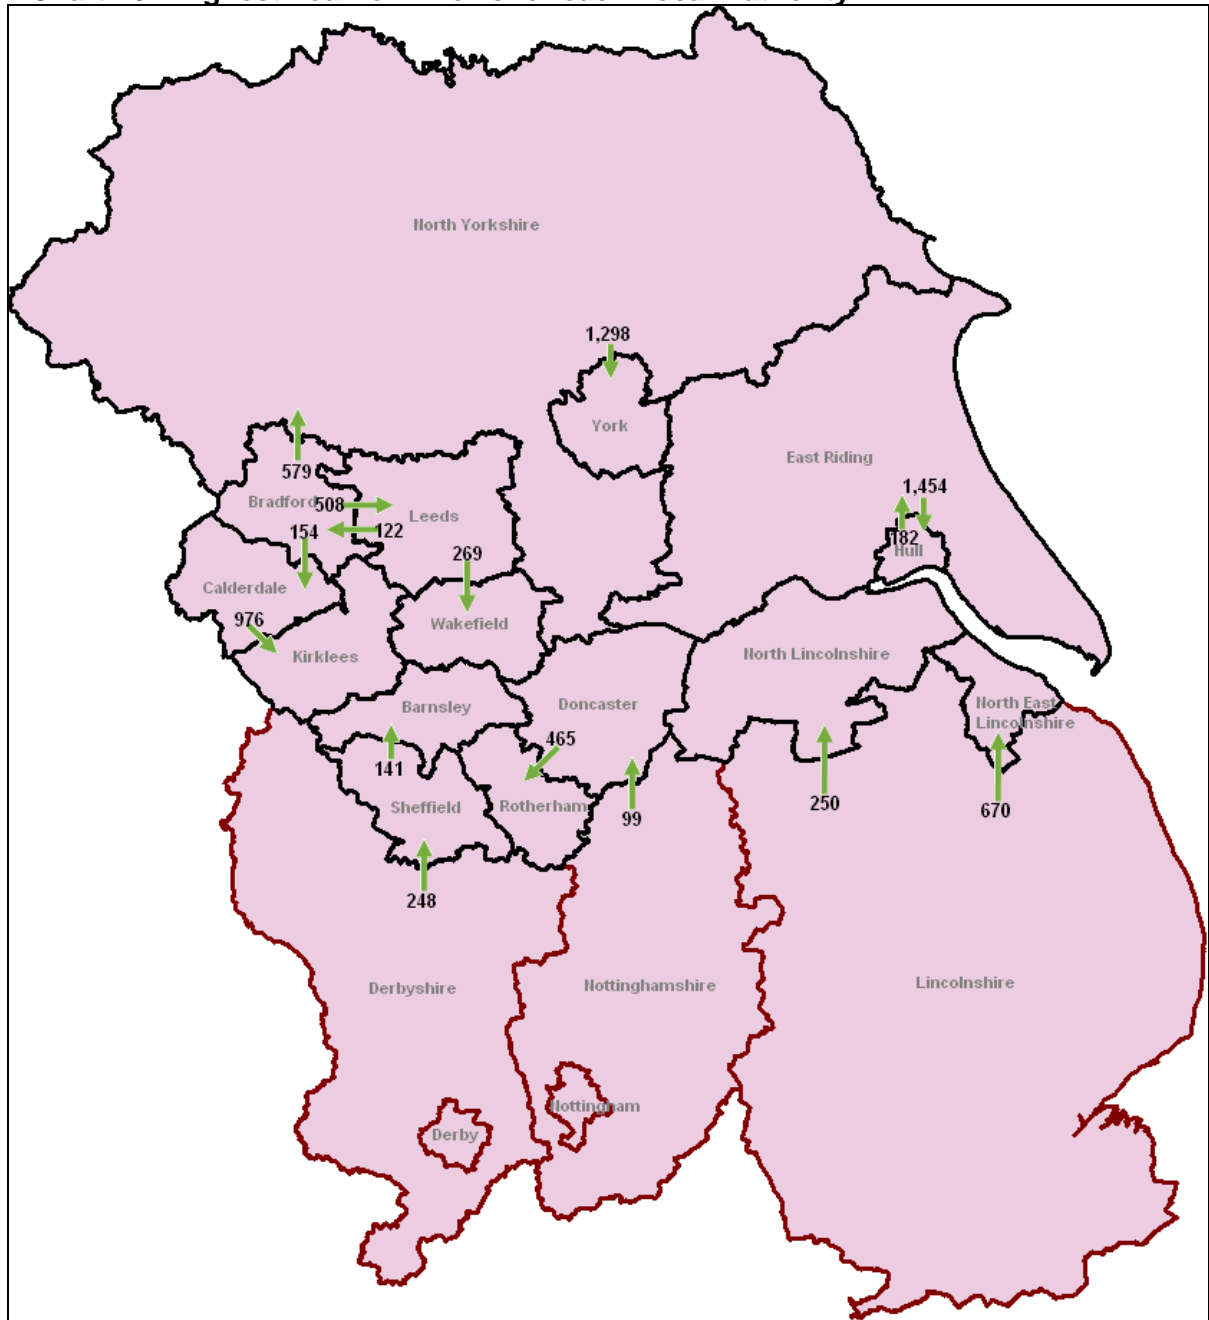 North Yorkshire
1,298
York
East Riding
579
Bradford
508
Leeds
1,454
182
Hull
154
122
269
Calderdale
976
Wakefield
Kirklees
North Lincolnshire
Barnsley
Doncaster
North East
Lincolnshire
465
141
Sheffield
Rotherham
99
250
670
248
Derbyshire
Nottinghamshire
Lincolnshire
Nottingham
Derby